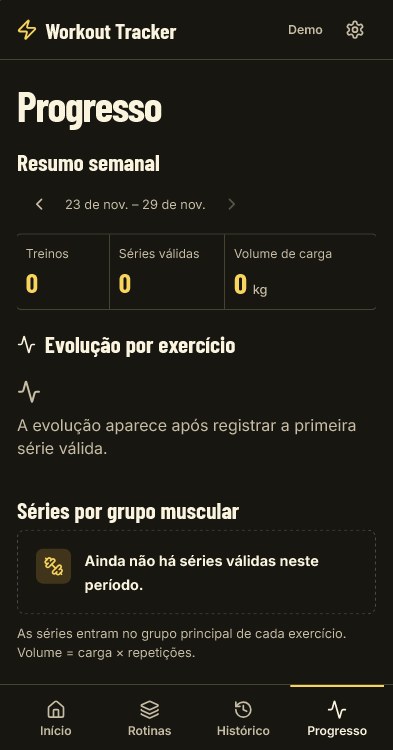 Workout Tracker
Demo
Progresso
Resumo semanal
23 de nov. – 29 de nov.
Treinos
Séries válidas
Volume de carga
0
0
0 kg
Evolução por exercício
A evolução aparece após registrar a primeira
série válida.
Séries por grupo muscular
Ainda não há séries válidas neste
período.
As séries entram no grupo principal de cada exercício.
Volume = carga × repetições.
Início
Rotinas
Histórico
Progresso